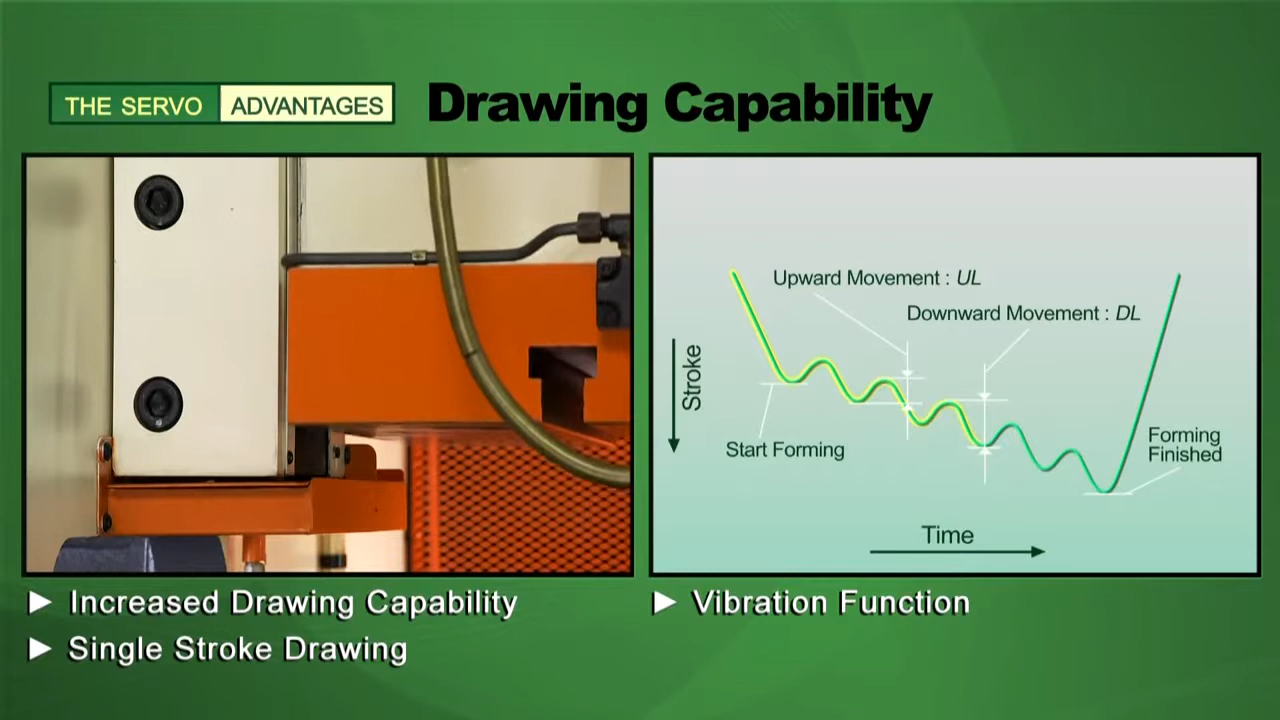 THE SERVO ADVANTAGES
Drawing Capability
Upward Movement : UL
Downward Movement : DL
Stroke
Start Forming
Forming
Finished
Time
► Increased Drawing Capability
► Single Stroke Drawing
► Vibration Function